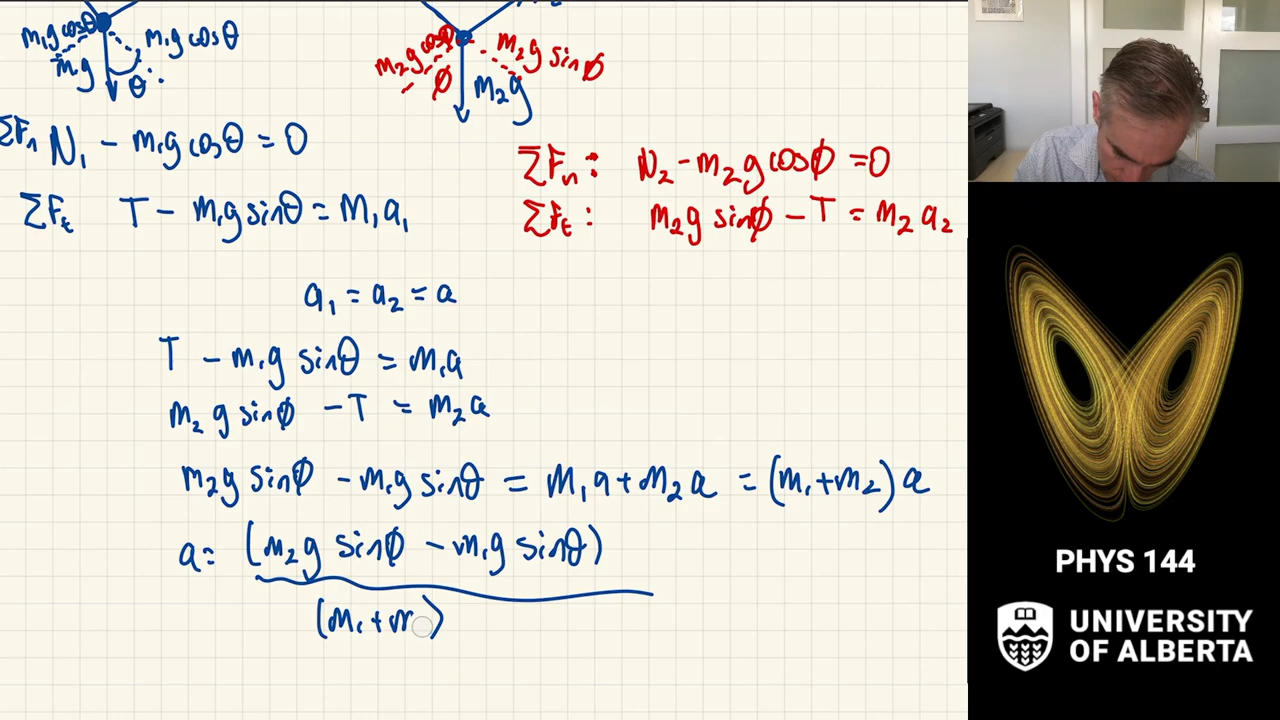 m₁g cosθ
m₁g cosθ
m₁g
θ
m₂g cosϕ
m₂g sinϕ
ϕ
m₂g
ΣFₙ N₁ - m₁g cosθ = 0
ΣFₜ T - m₁g sinθ = m₁a₁
ΣFₙ: N₂ - m₂g cosϕ = 0
ΣFₜ: m₂g sinϕ - T = m₂a₂
a₁ = a₂ = a
T - m₁g sinθ = m₁a
m₂g sinϕ - T = m₂a
m₂g sinϕ - m₁g sinθ = m₁a + m₂a = (m₁+m₂)a
a = (m₂g sinϕ - m₁g sinθ)
(m₁+m )
PHYS 144
UNIVERSITY
OF ALBERTA